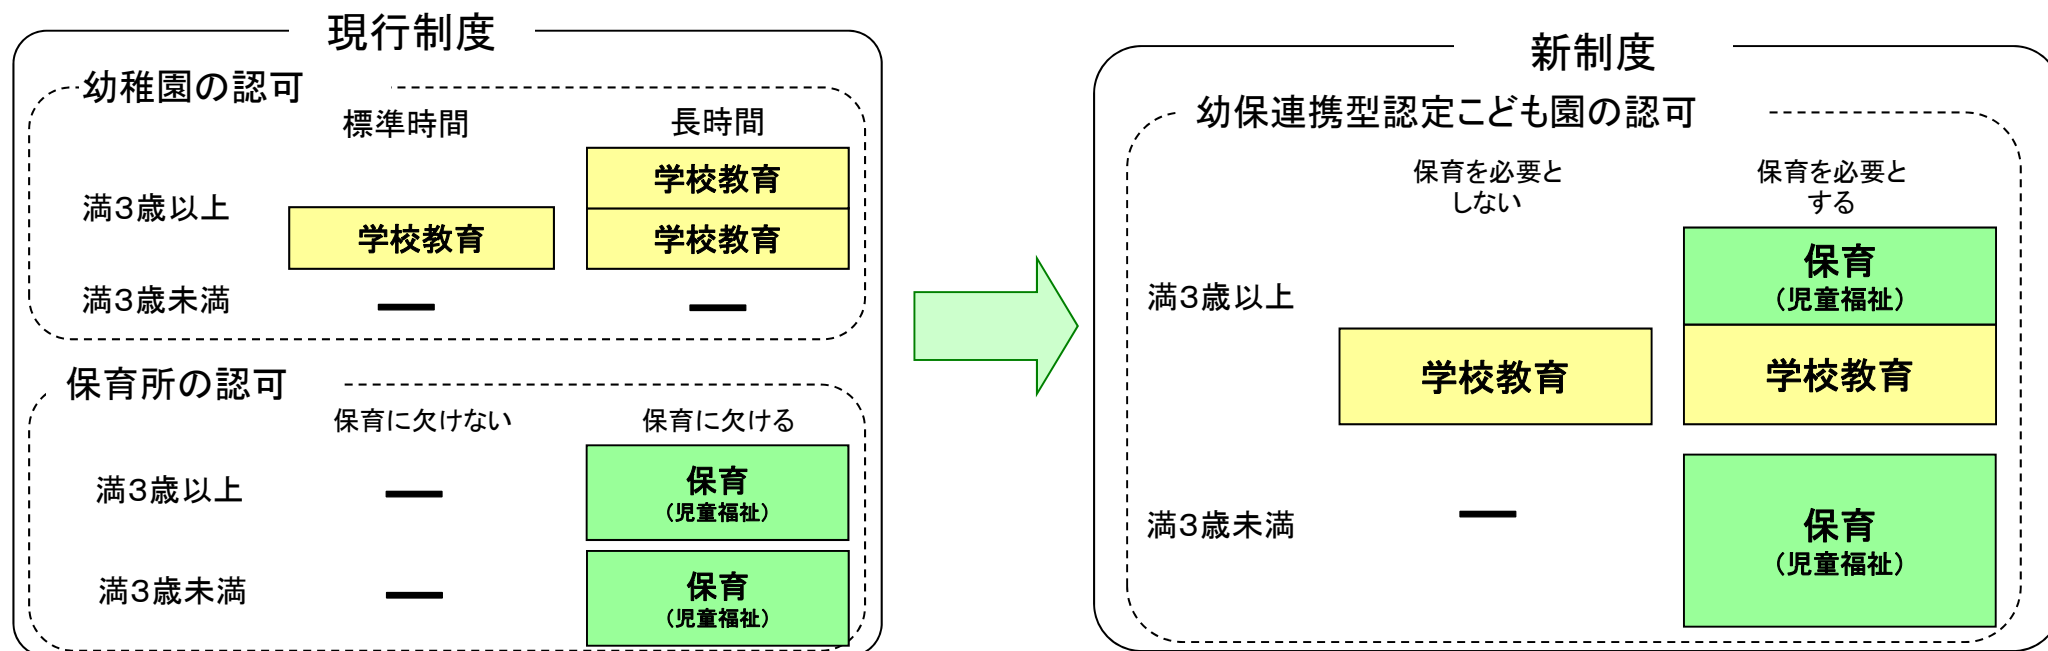 現行制度
幼稚園の認可
標準時間
長時間
満3歳以上
学校教育
学校教育
学校教育
満3歳未満
―
―
保育所の認可
保育に欠けない
保育に欠ける
満3歳以上
―
保育
(児童福祉)
満3歳未満
―
保育
(児童福祉)
新制度
幼保連携型認定こども園の認可
保育を必要と
しない
保育を必要と
する
満3歳以上
学校教育
保育
(児童福祉)
学校教育
満3歳未満
―
保育
(児童福祉)